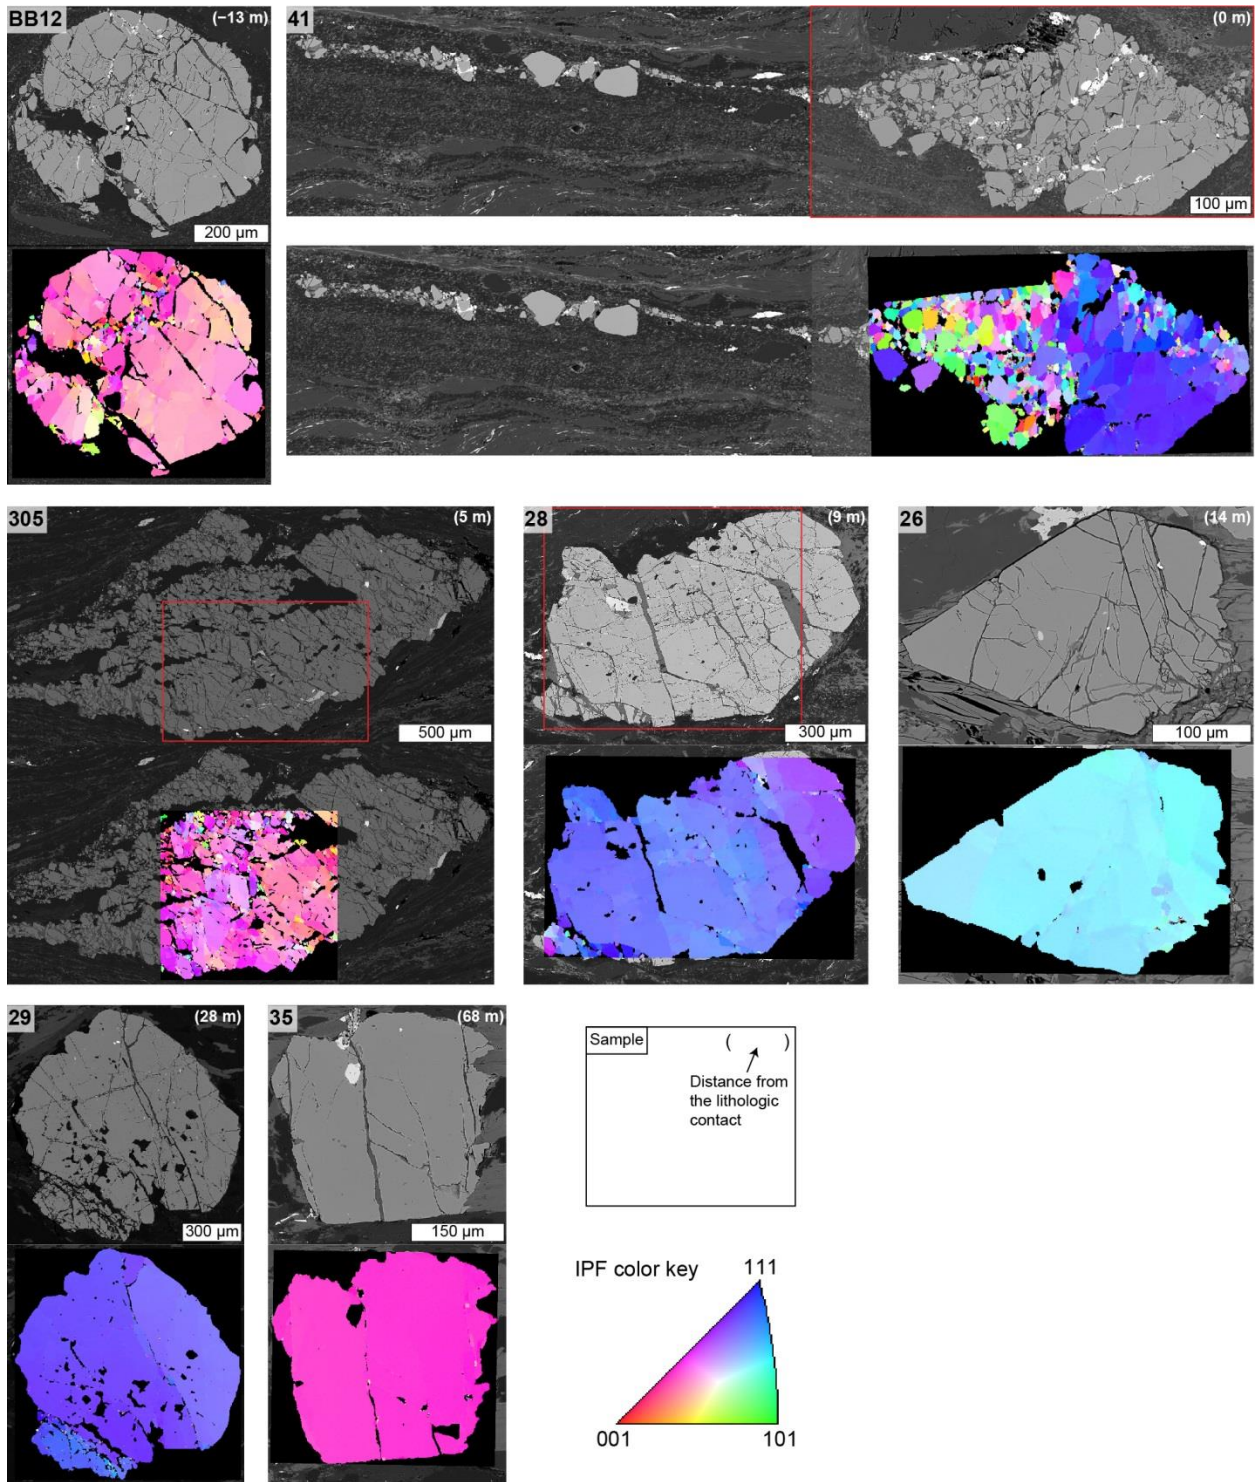 BB12 (−13 m)
200 µm
41 (0 m)
100 µm
305 (5 m)
500 µm
28 (9 m)
300 µm
26 (14 m)
100 µm
29 (28 m)
300 µm
35 (68 m)
150 µm
Sample ( )
Distance from
the lithologic
contact
IPF color key 111
001 101